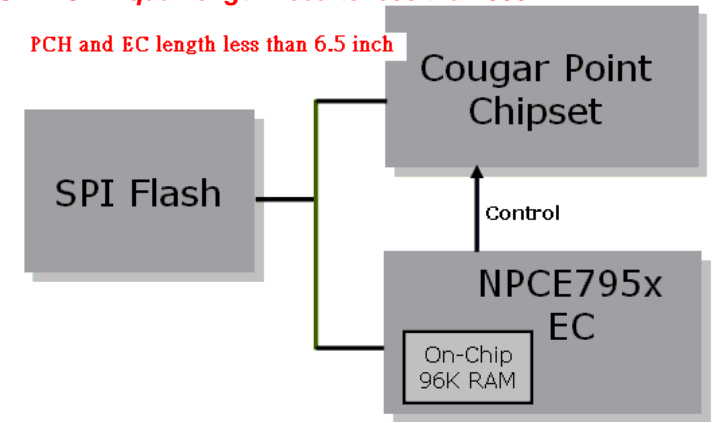 PCH and EC length less than 6.5 inch
Cougar Point
Chipset
SPI Flash
Control
NPCE795x
EC
On-Chip
96K RAM